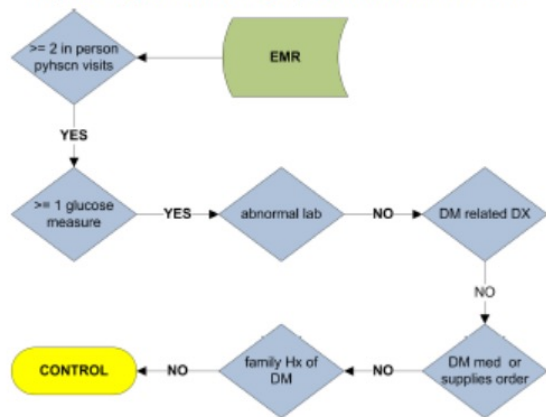 >= 2 in person
pyhscn visits
EMR
YES
>= 1 glucose
measure
YES
abnormal lab
NO
DM related DX
NO
DM med or
supplies order
NO
family Hx of
DM
NO
CONTROL